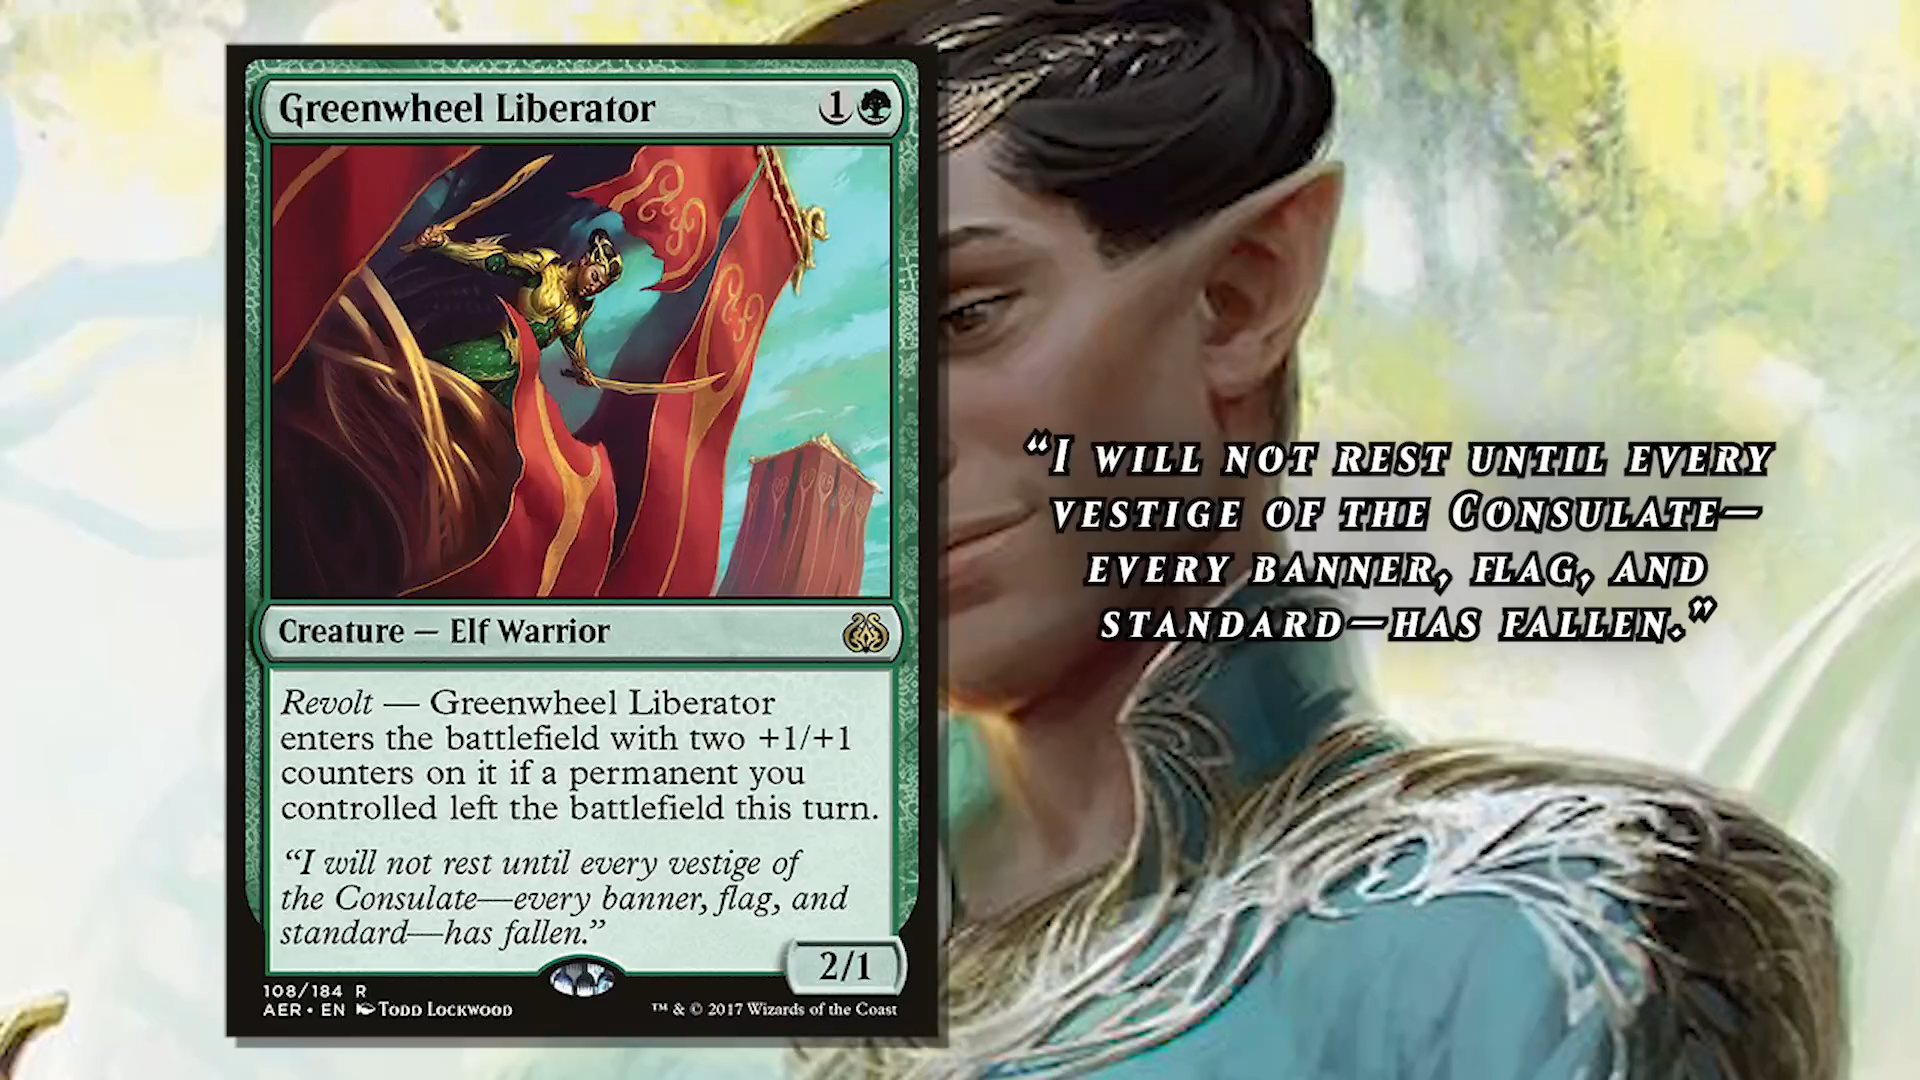 Greenwheel Liberator 1
Creature — Elf Warrior
Revolt — Greenwheel Liberator
enters the battlefield with two +1/+1
counters on it if a permanent you
controlled left the battlefield this turn.
“I will not rest until every vestige of
the Consulate—every banner, flag, and
standard—has fallen.”
2/1
108/184 R
AER • EN Todd Lockwood
™ & © 2017 Wizards of the Coast
“I will not rest until every
vestige of the Consulate—
every banner, flag, and
standard—has fallen.”